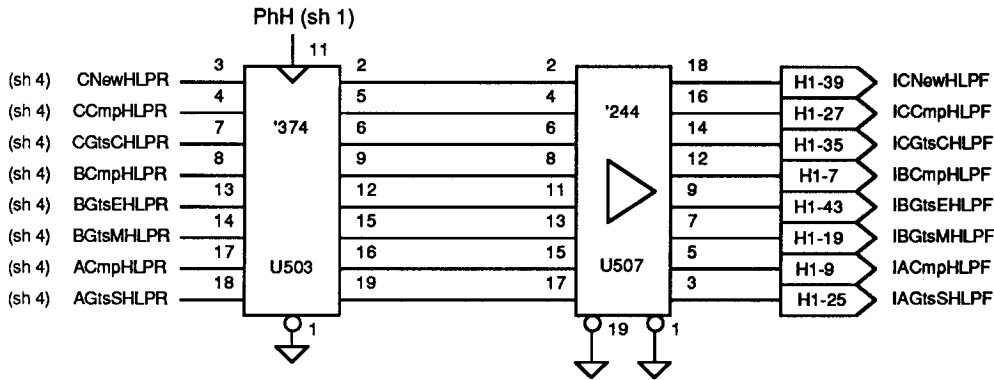 PhH (sh 1)
11
(sh 4) CNewHLPR 3 2 2 18 H1-39 ICNewHLPF
(sh 4) CCmpHLPR 4 5 4 16 H1-27 ICCmpHLPF
(sh 4) CGtsCHLPR 7 '374 6 6 '244 14 H1-35 ICGtsCHLPF
(sh 4) BCmpHLPR 8 9 8 12 H1-7 IBCmpHLPF
(sh 4) BGtsEHLPR 13 12 11 9 H1-43 IBGtsEHLPF
(sh 4) BGtsMHLPR 14 15 13 7 H1-19 IBGtsMHLPF
(sh 4) ACmpHLPR 17 U503 16 15 U507 5 H1-9 IACmpHLPF
(sh 4) AGtsSHLPR 18 19 17 3 H1-25 IAGtsSHLPF
1 19 1